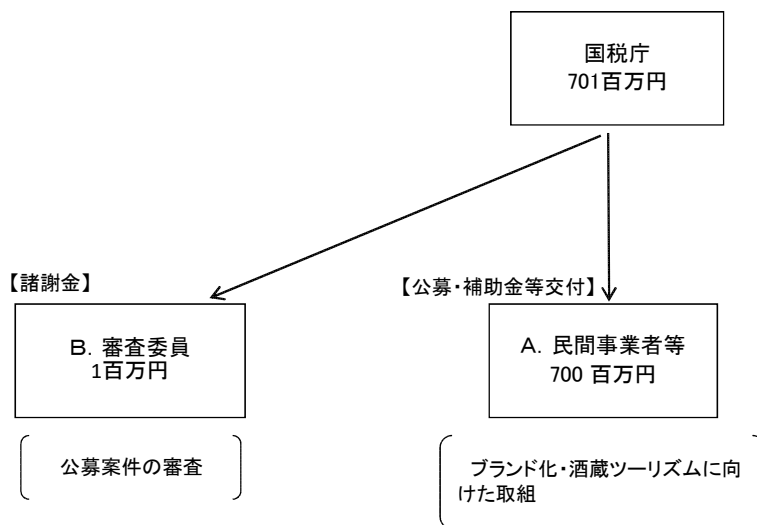 国税庁
701百万円
【諸謝金】
【公募・補助金等交付】
B. 審査委員
1百万円
A. 民間事業者等
700 百万円
公募案件の審査
ブランド化・酒蔵ツーリズムに向
けた取組